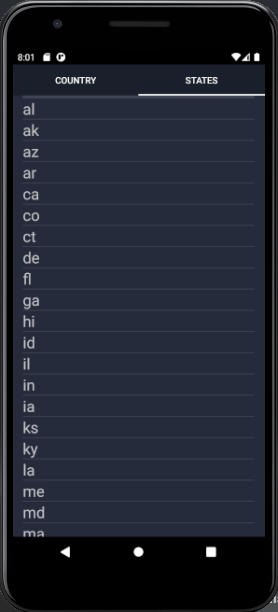 8:01
COUNTRY STATES
al
ak
az
ar
ca
co
ct
de
fl
ga
hi
id
il
in
ia
ks
ky
la
me
md
ma